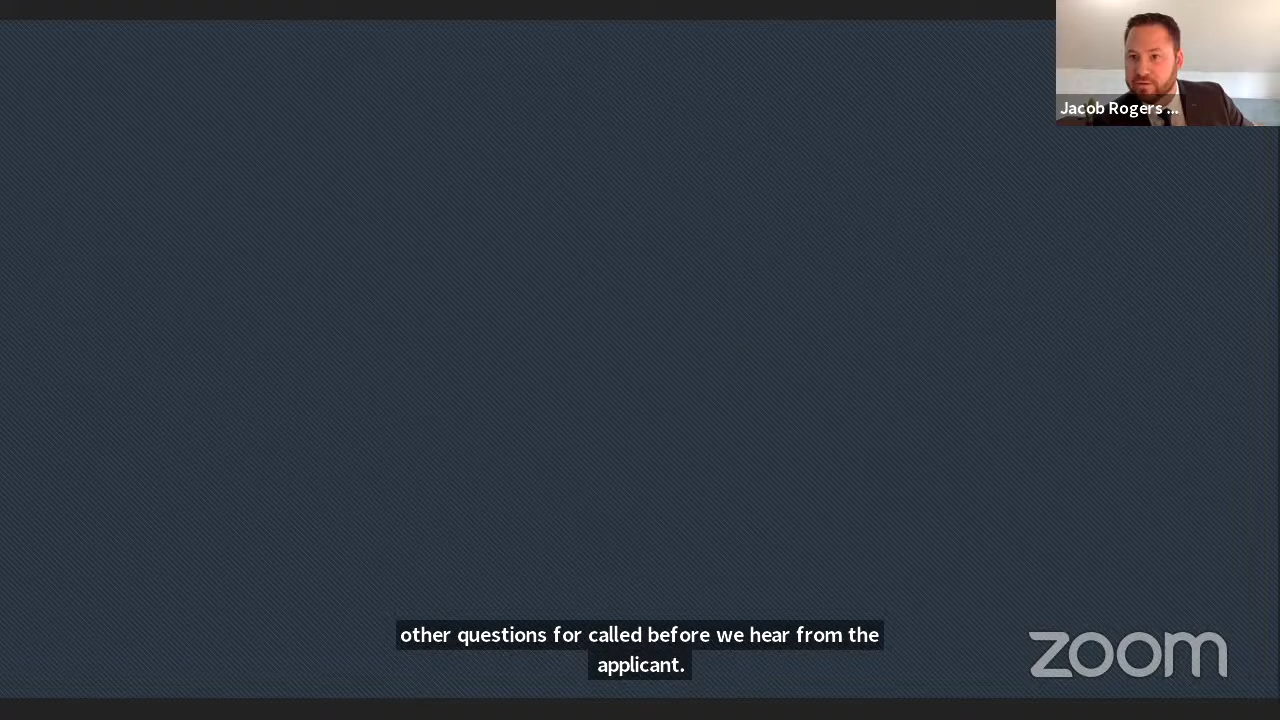 Jacob Rogers ...
other questions for called before we hear from the
applicant.
zoom